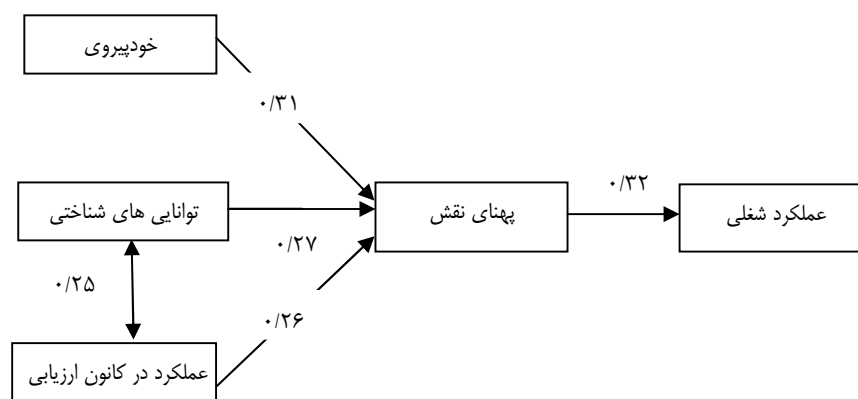 خودپیروی
۰/۳۱
توانایی های شناختی
۰/۲۷
پهنای نقش
۰/۳۲
عملکرد شغلی
۰/۲۵
۰/۲۶
عملکرد در کانون ارزیابی